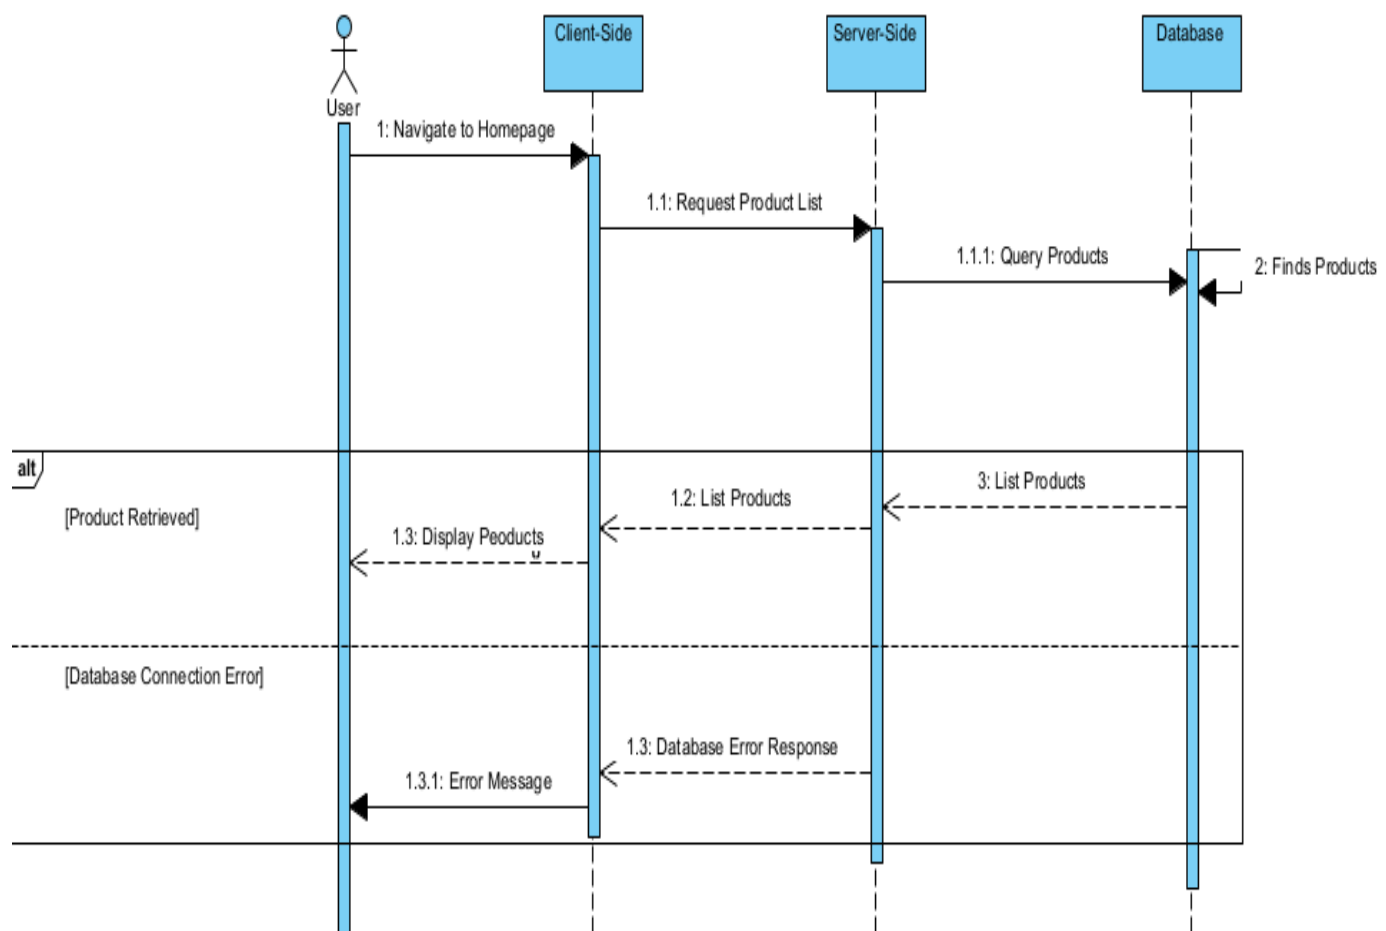 Client-Side
Server-Side
Database
User
1: Navigate to Homepage
1.1: Request Product List
1.1.1: Query Products
2: Finds Products
alt
3: List Products
1.2: List Products
[Product Retrieved]
1.3: Display Peoducts
[Database Connection Error]
1.3: Database Error Response
1.3.1: Error Message